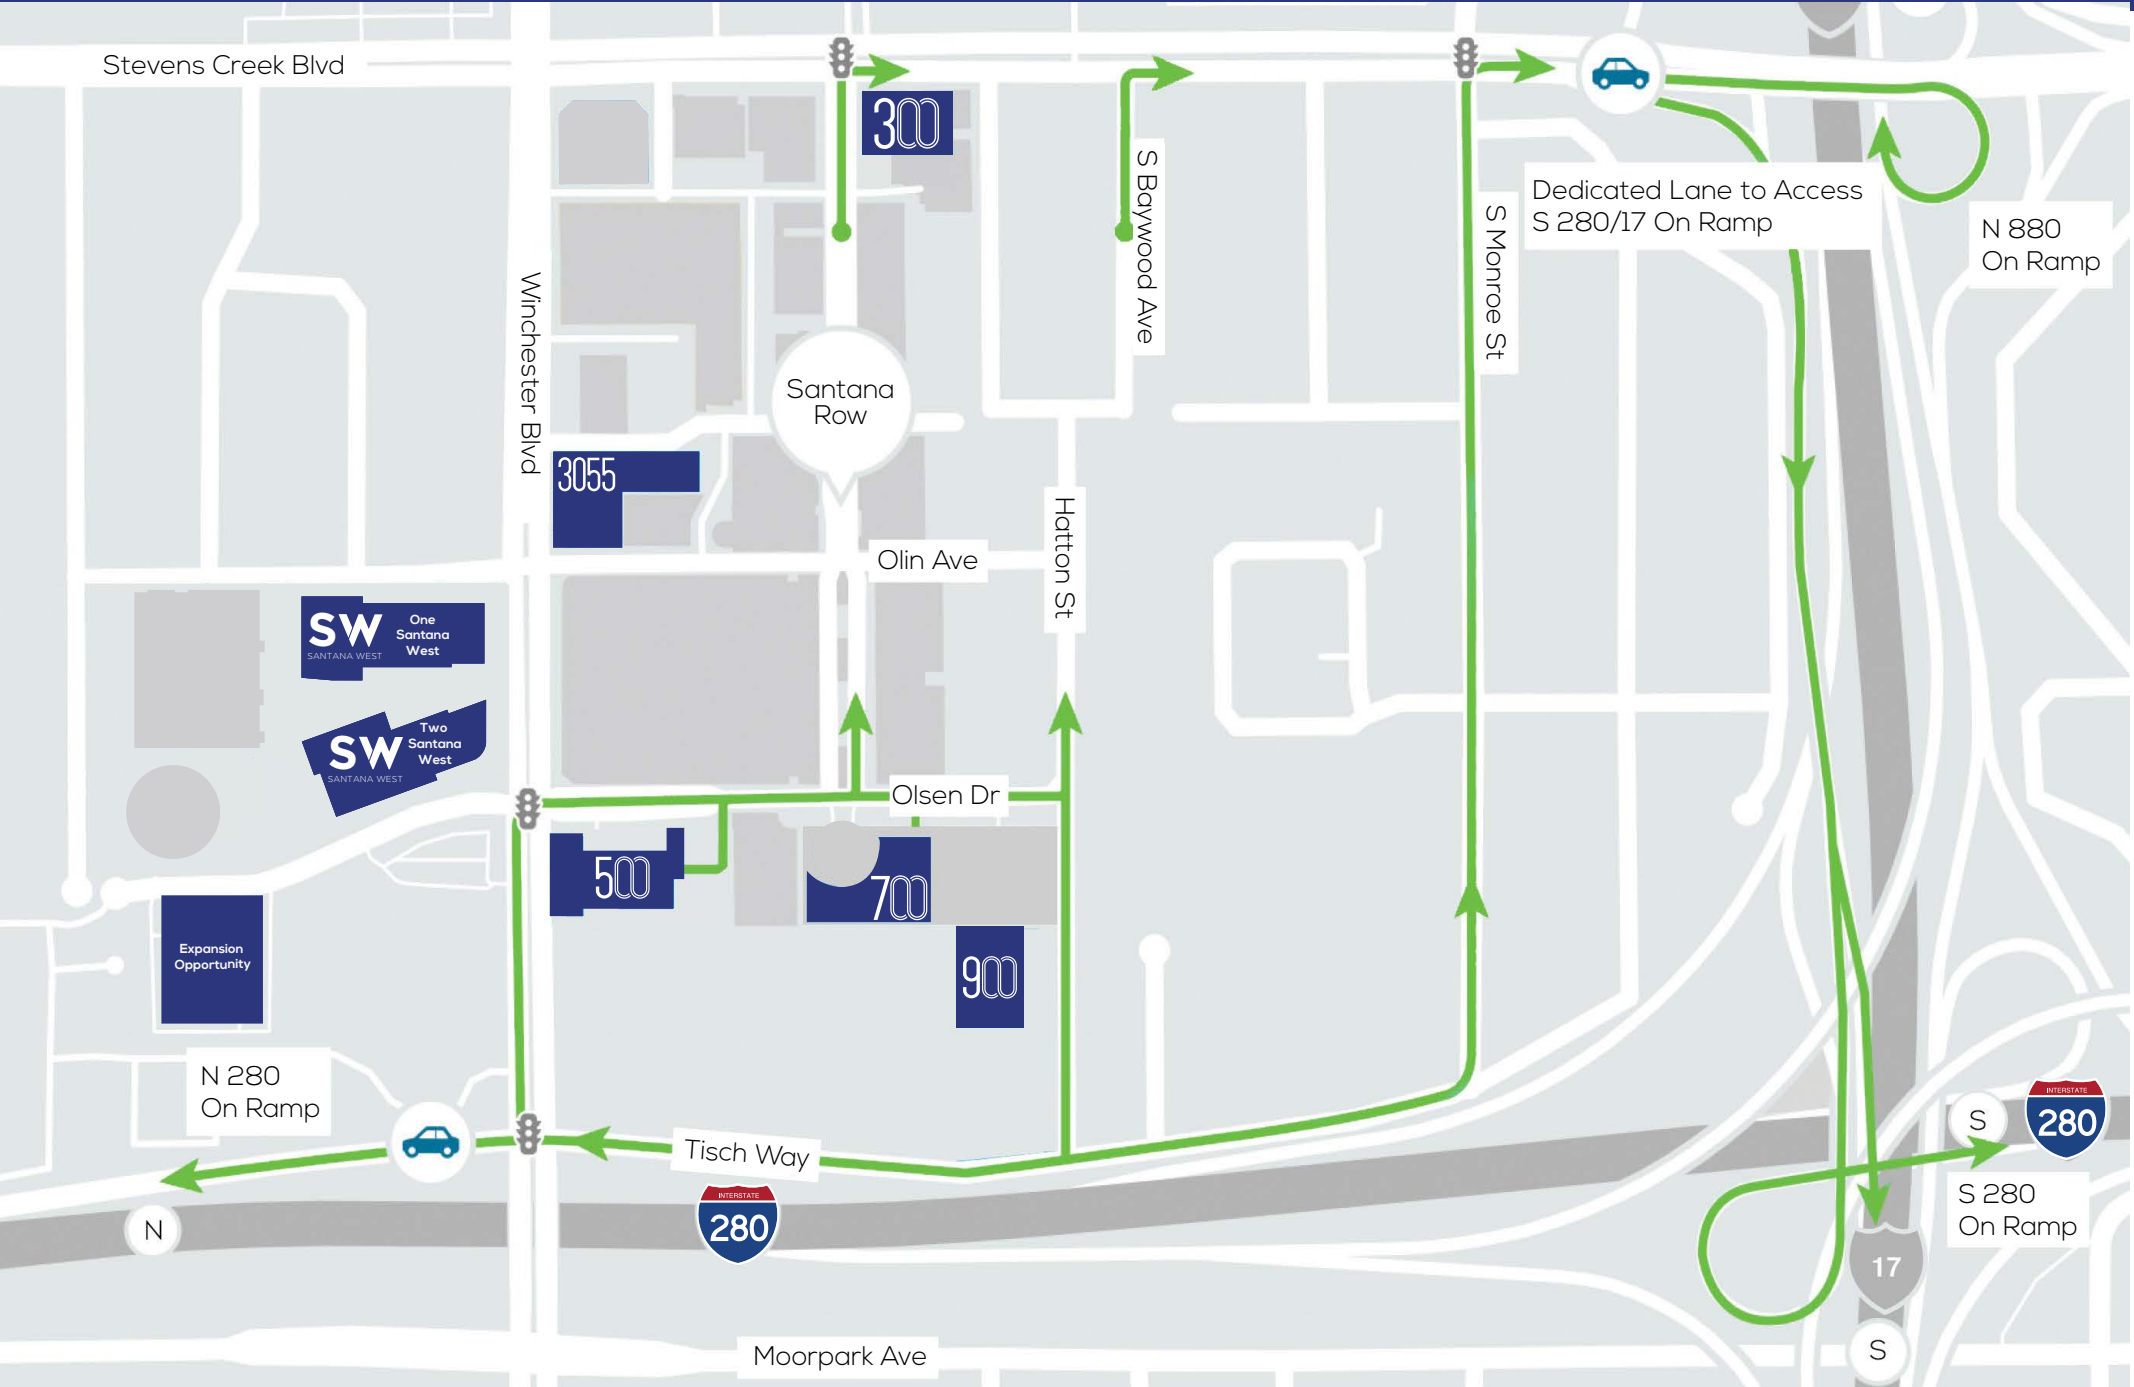 Stevens Creek Blvd
300
S Baywood Ave
S Monroe St
Dedicated Lane to Access
S 280/17 On Ramp
N 880
On Ramp
Winchester Blvd
Santana
Row
3055
Olin Ave
Hatton St
SW
SANTANA WEST
One
Santana
West
SW
SANTANA WEST
Two
Santana
West
Olsen Dr
500
700
900
Expansion
Opportunity
N 280
On Ramp
Tisch Way
INTERSTATE
280
N
S
INTERSTATE
280
S 280
On Ramp
17
S
Moorpark Ave